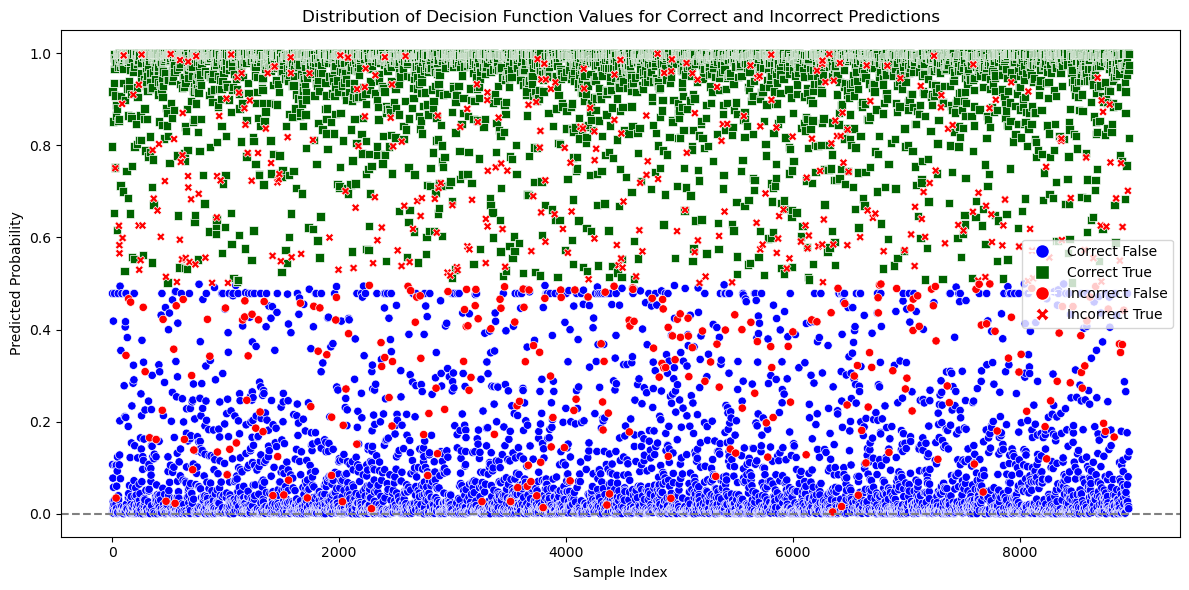 Distribution of Decision Function Values for Correct and Incorrect Predictions
Predicted Probability
1.0
0.8
0.6
0.4
0.2
0.0
Correct False
Correct True
Incorrect False
Incorrect True
0 2000 4000 6000 8000
Sample Index